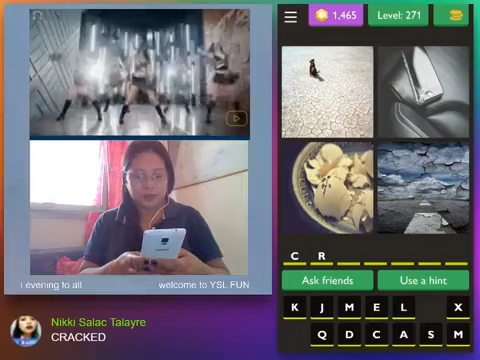 1,465
Level: 271
C R
Ask friends
Use a hint
K J M E L X
Q D C A S M
evening to all
welcome to YSL FUN
Nikki Salac Talayre
CRACKED